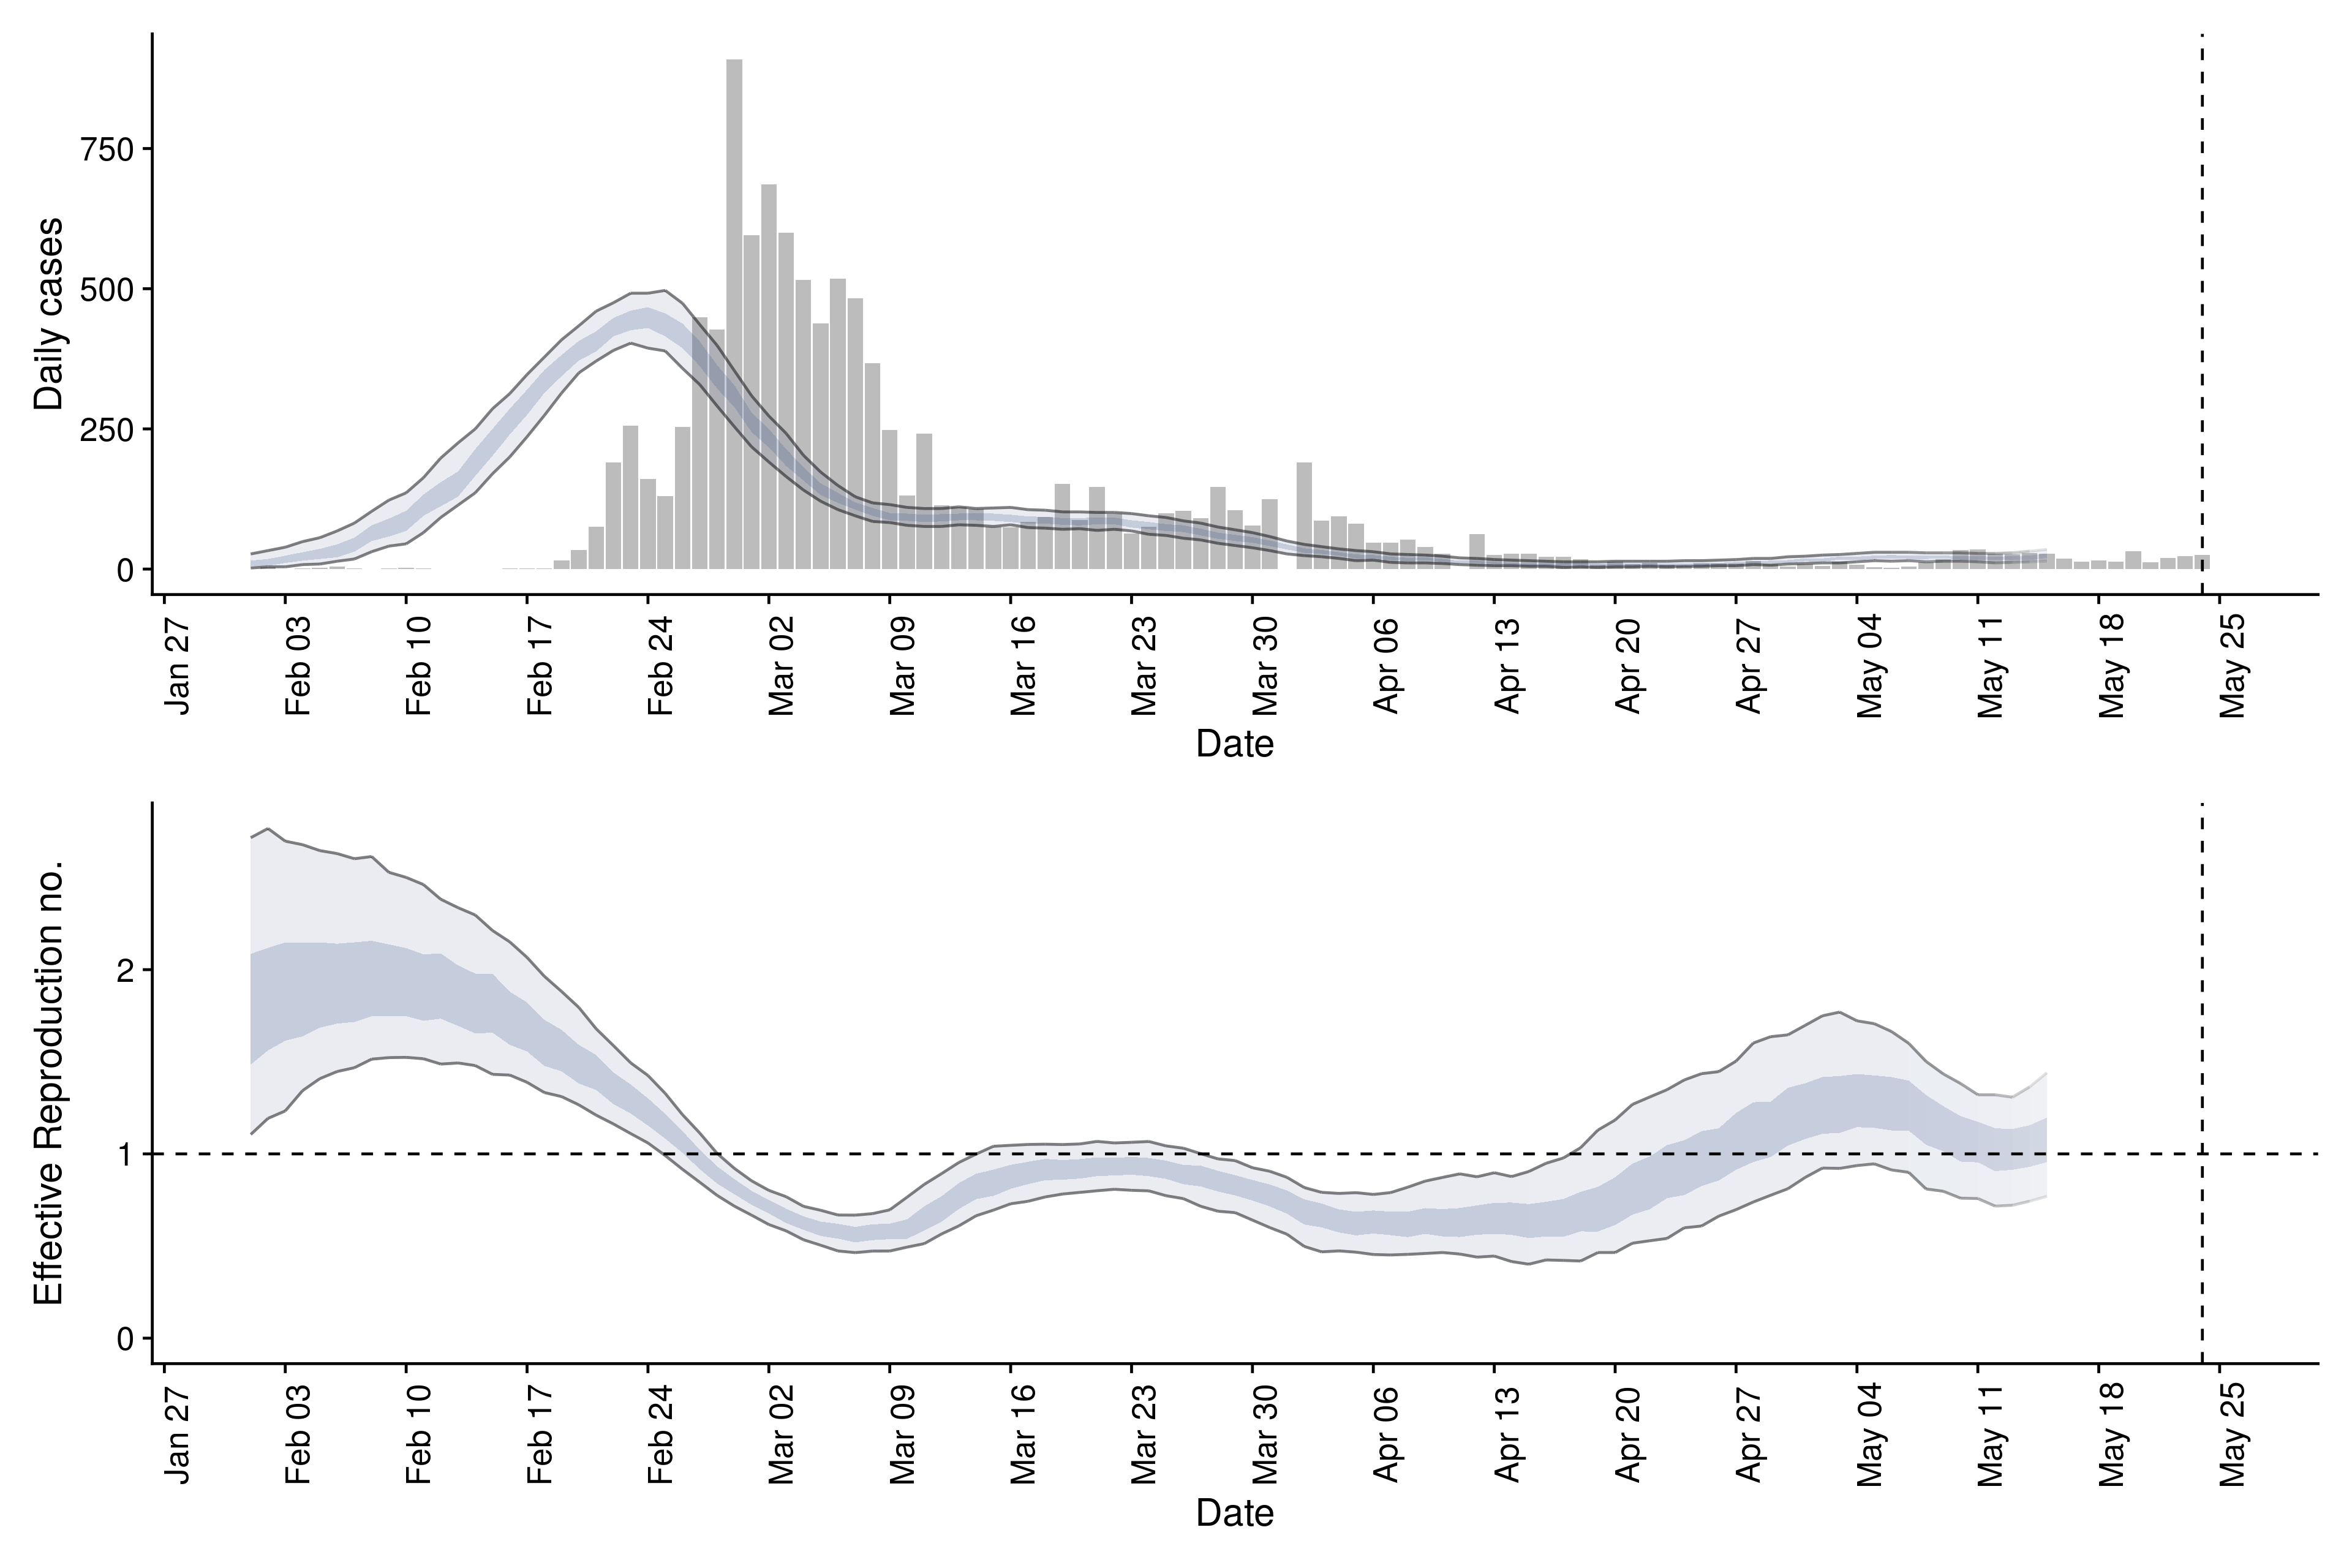 Daily cases
750
500
250
0
Jan 27
Feb 03
Feb 10
Feb 17
Feb 24
Mar 02
Mar 09
Mar 16
Mar 23
Mar 30
Apr 06
Apr 13
Apr 20
Apr 27
May 04
May 11
May 18
May 25
Date
Effective Reproduction no.
2
1
0
Jan 27
Feb 03
Feb 10
Feb 17
Feb 24
Mar 02
Mar 09
Mar 16
Mar 23
Mar 30
Apr 06
Apr 13
Apr 20
Apr 27
May 04
May 11
May 18
May 25
Date